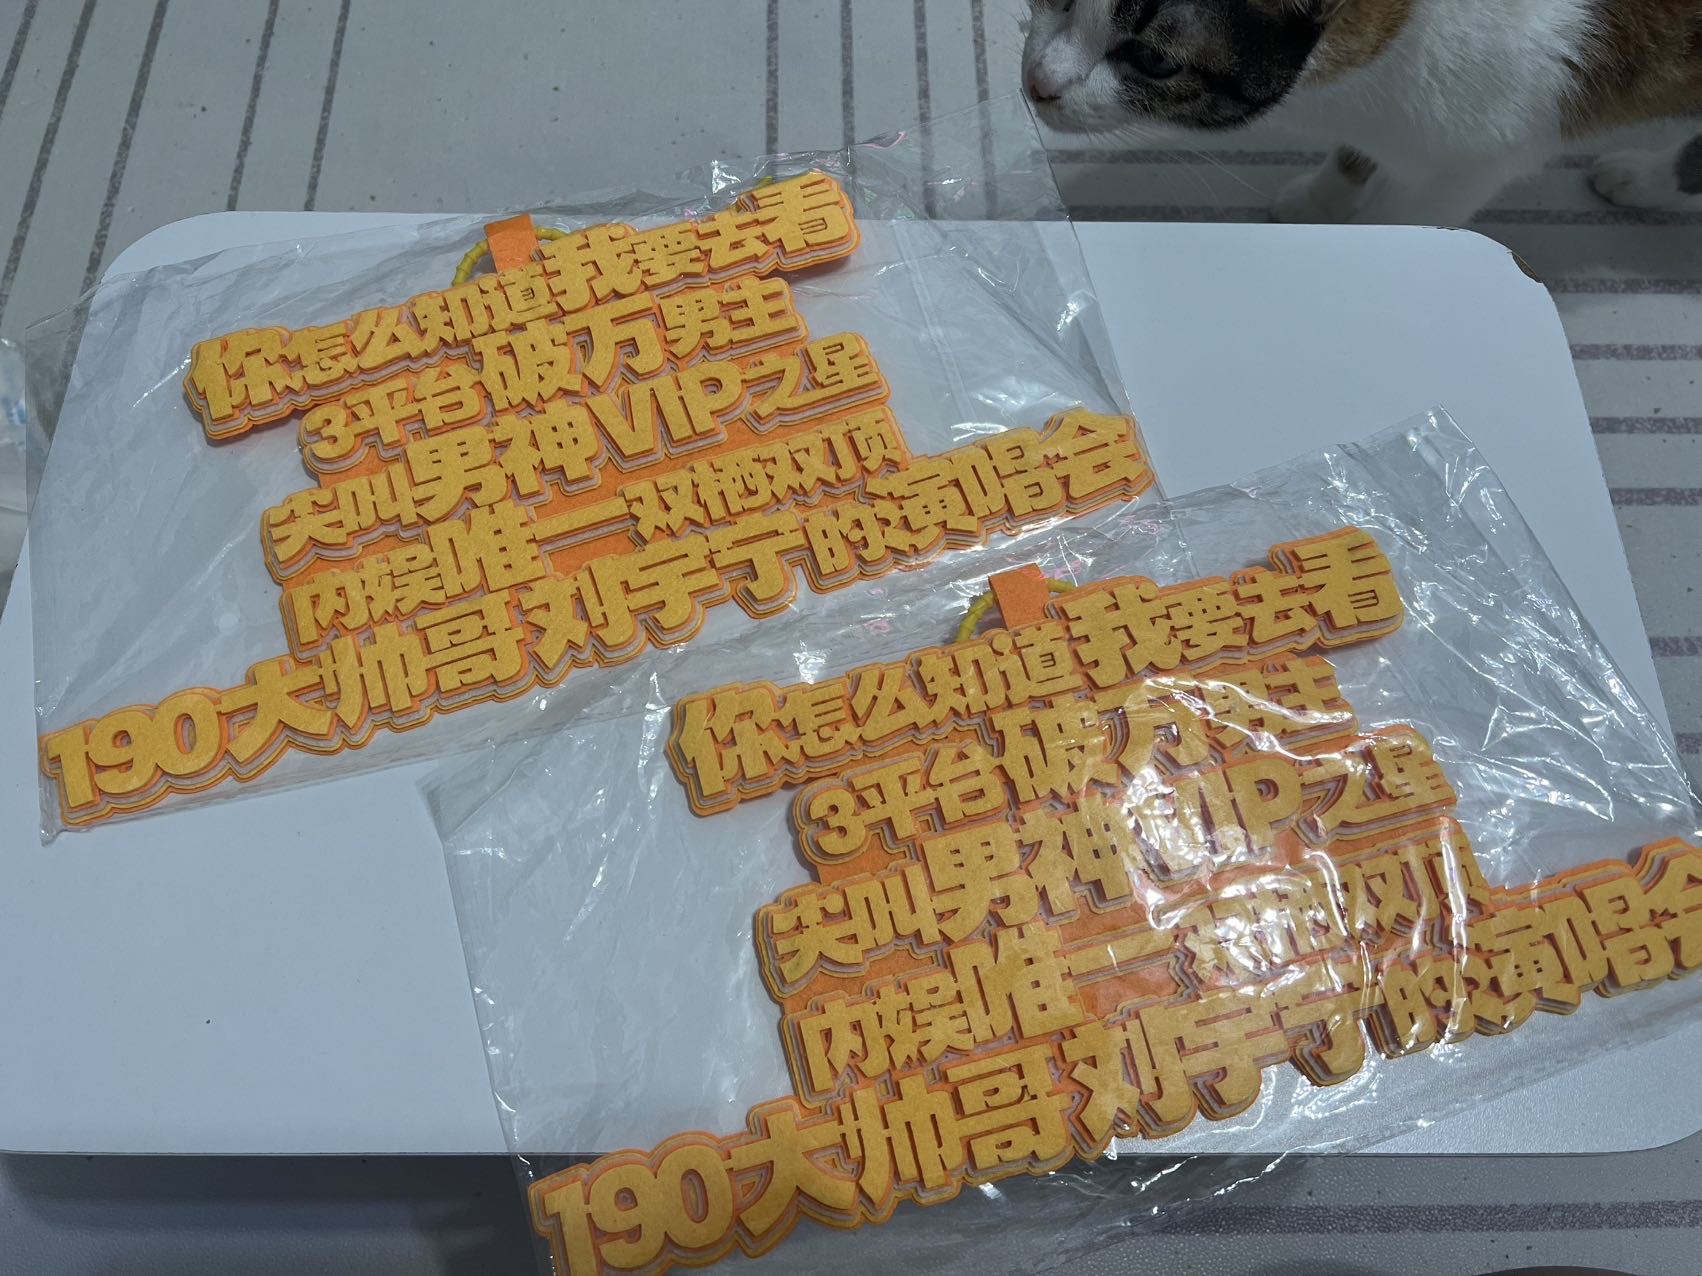 你怎么知道我要去看
3平台破万男主
尖叫男神VIP之星
内娱唯一双栖双顶
190大帅哥刘宇宁的演唱会
你怎么知道我要去看
3平台破万男主
尖叫男神VIP之星
内娱唯一双栖双顶
190大帅哥刘宇宁的演唱会